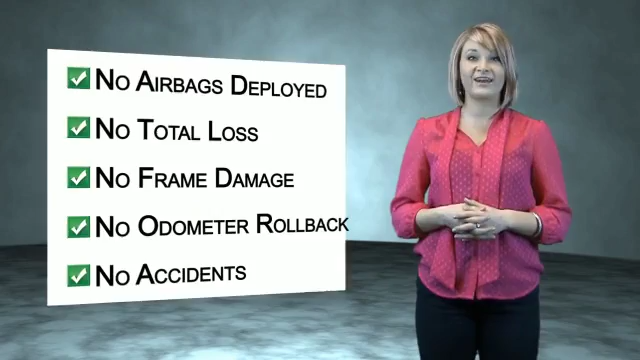 No Airbags Deployed
No Total Loss
No Frame Damage
No Odometer Rollback
No Accidents